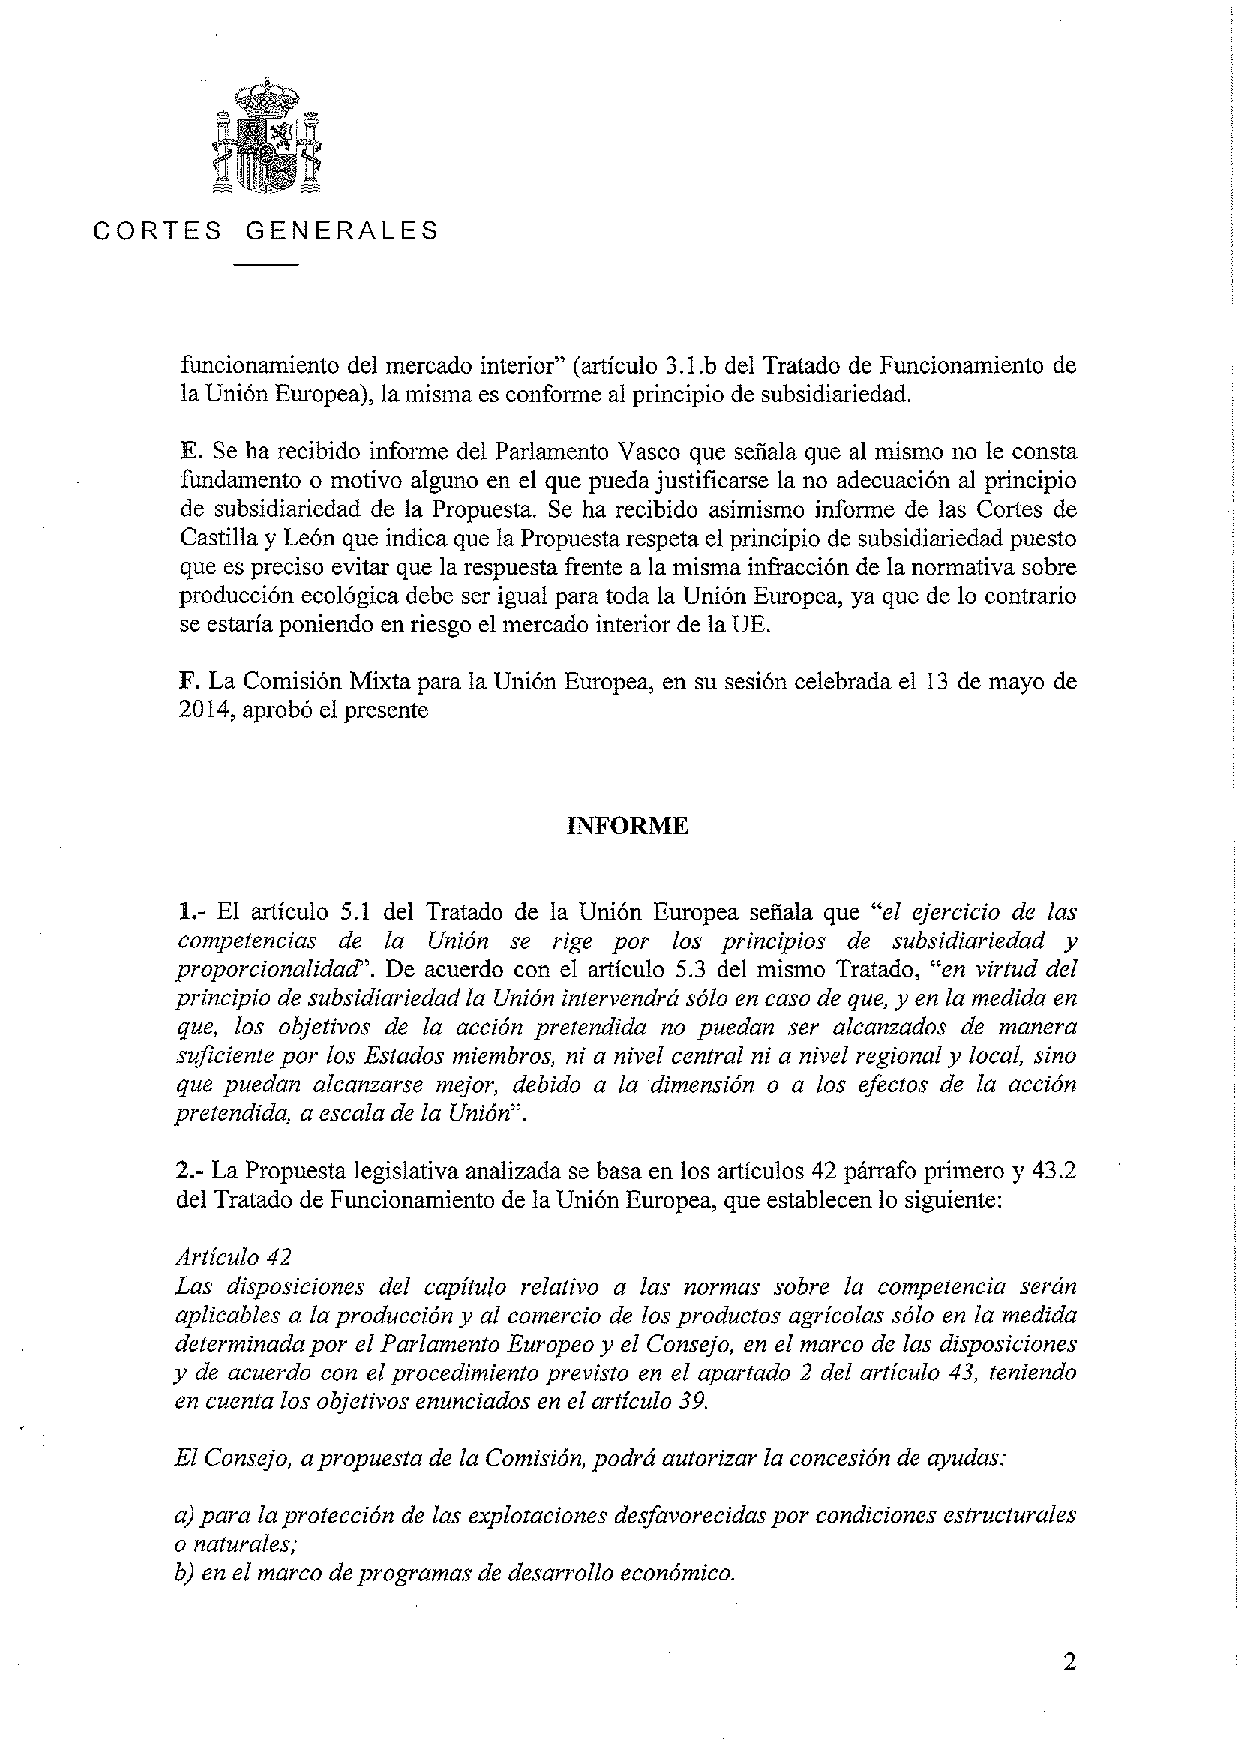 CORTES GENERALES
funcionamiento del mercado interior” (artículo 3.1.b del Tratado de Funcionamiento de
la Unión Europea), la misma es conforme al principio de subsidiariedad.
E. Se ha recibido informe del Parlamento Vasco que señala que al mismo no le consta
fundamento o motivo alguno en el que pueda justificarse la no adecuación al principio
de subsidiariedad de la Propuesta. Se ha recibido asimismo informe de las Cortes de
Castilla y León que indica que la Propuesta respeta el principio de subsidiariedad puesto
que es preciso evitar que la respuesta frente a la misma infracción de la normativa sobre
producción ecológica debe ser igual para toda la Unión Europea, ya que de lo contrario
se estaría poniendo en riesgo el mercado interior de la UE.
F. La Comisión Mixta para la Unión Europea, en su sesión celebrada el 13 de mayo de
2014, aprobó el presente
INFORME
1.- El artículo 5.1 del Tratado de la Unión Europea señala que “el ejercicio de las
competencias de la Unión se rige por los principios de subsidiariedad y
proporcionalidad”. De acuerdo con el artículo 5.3 del mismo Tratado, “en virtud del
principio de subsidiariedad la Unión intervendrá sólo en caso de que, y en la medida en
que, los objetivos de la acción pretendida no puedan ser alcanzados de manera
suficiente por los Estados miembros, ni a nivel central ni a nivel regional y local, sino
que puedan alcanzarse mejor, debido a la dimensión o a los efectos de la acción
pretendida, a escala de la Unión”.
2.- La Propuesta legislativa analizada se basa en los artículos 42 párrafo primero y 43.2
del Tratado de Funcionamiento de la Unión Europea, que establecen lo siguiente:
Artículo 42
Las disposiciones del capítulo relativo a las normas sobre la competencia serán
aplicables a la producción y al comercio de los productos agrícolas sólo en la medida
determinada por el Parlamento Europeo y el Consejo, en el marco de las disposiciones
y de acuerdo con el procedimiento previsto en el apartado 2 del artículo 43, teniendo
en cuenta los objetivos enunciados en el artículo 39.
El Consejo, a propuesta de la Comisión, podrá autorizar la concesión de ayudas:
a) para la protección de las explotaciones desfavorecidas por condiciones estructurales
o naturales;
b) en el marco de programas de desarrollo económico.
2